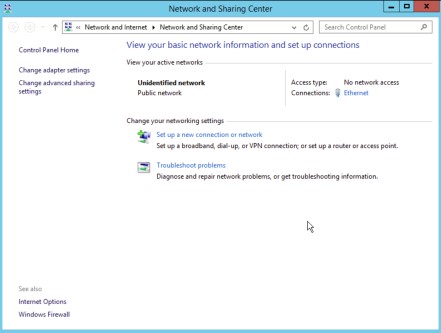 Network and Sharing Center
« Network and Internet ▸ Network and Sharing Center
Search Control Panel
Control Panel Home
Change adapter settings
Change advanced sharing
settings
View your basic network information and set up connections
View your active networks
Unidentified network
Public network
Access type: No network access
Connections: Ethernet
Change your networking settings
Set up a new connection or network
Set up a broadband, dial-up, or VPN connection; or set up a router or access point.
Troubleshoot problems
Diagnose and repair network problems, or get troubleshooting information.
See also
Internet Options
Windows Firewall